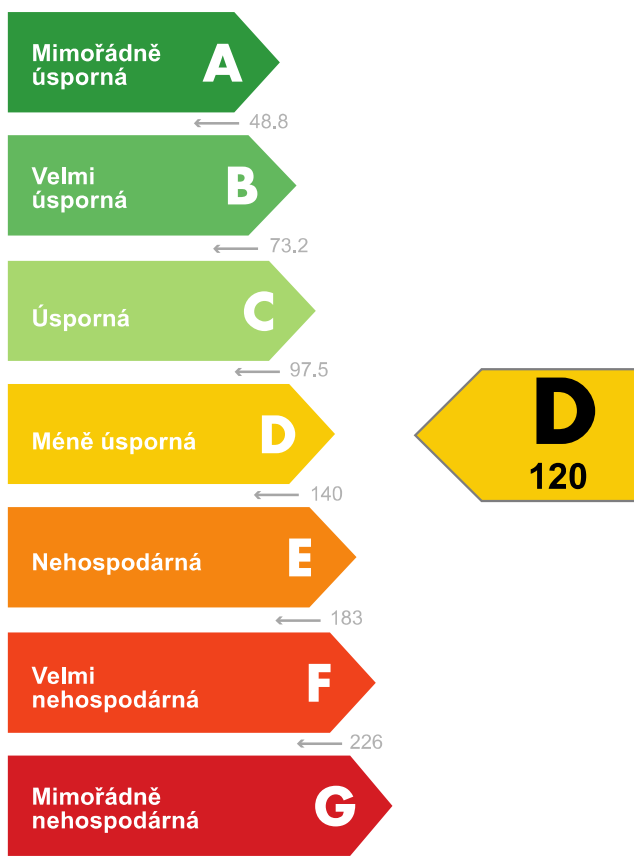 Mimořádně
úsporná
A
48.8
Velmi
úsporná
B
73.2
Úsporná
C
97.5
Méně úsporná
D
D
120
140
Nehospodárná
E
183
Velmi
nehospodárná
F
226
Mimořádně
nehospodárná
G